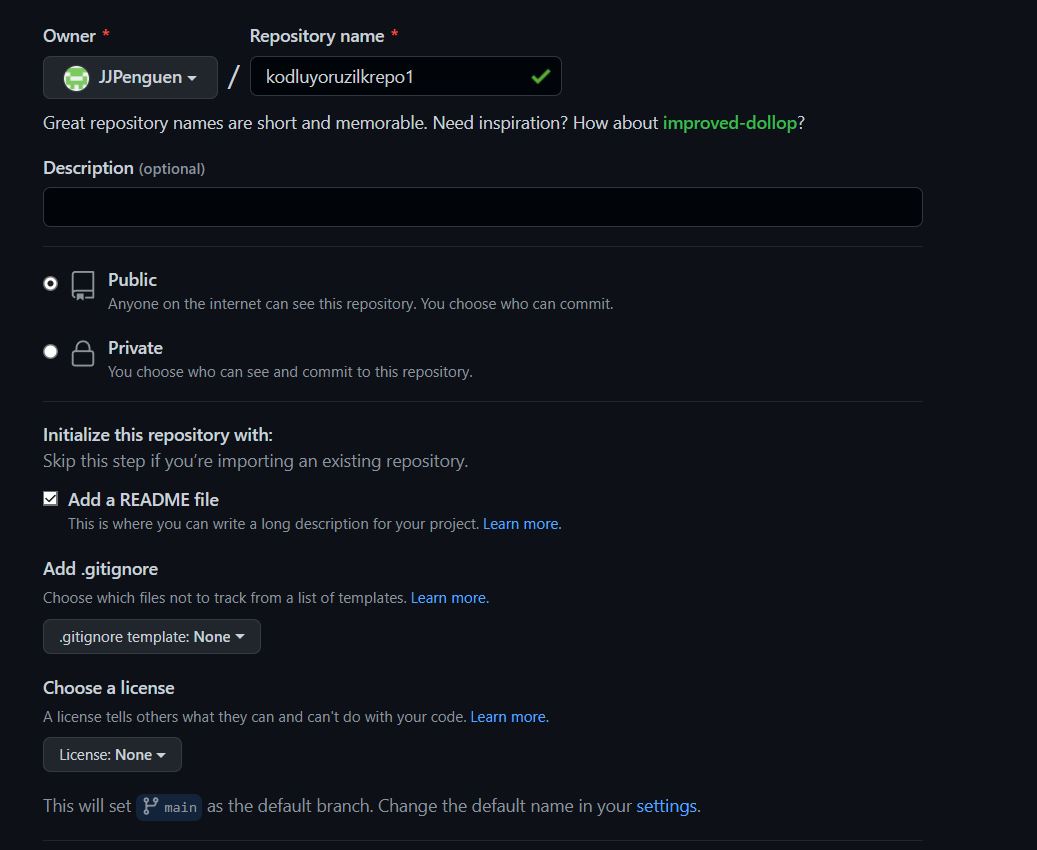 Owner * Repository name *
JJPenguen / kodluyoruzilkrepo1
Great repository names are short and memorable. Need inspiration? How about improved-dollop?
Description (optional)
Public
Anyone on the internet can see this repository. You choose who can commit.
Private
You choose who can see and commit to this repository.
Initialize this repository with:
Skip this step if you're importing an existing repository.
Add a README file
This is where you can write a long description for your project. Learn more.
Add .gitignore
Choose which files not to track from a list of templates. Learn more.
.gitignore template: None
Choose a license
A license tells others what they can and can't do with your code. Learn more.
License: None
This will set main as the default branch. Change the default name in your settings.